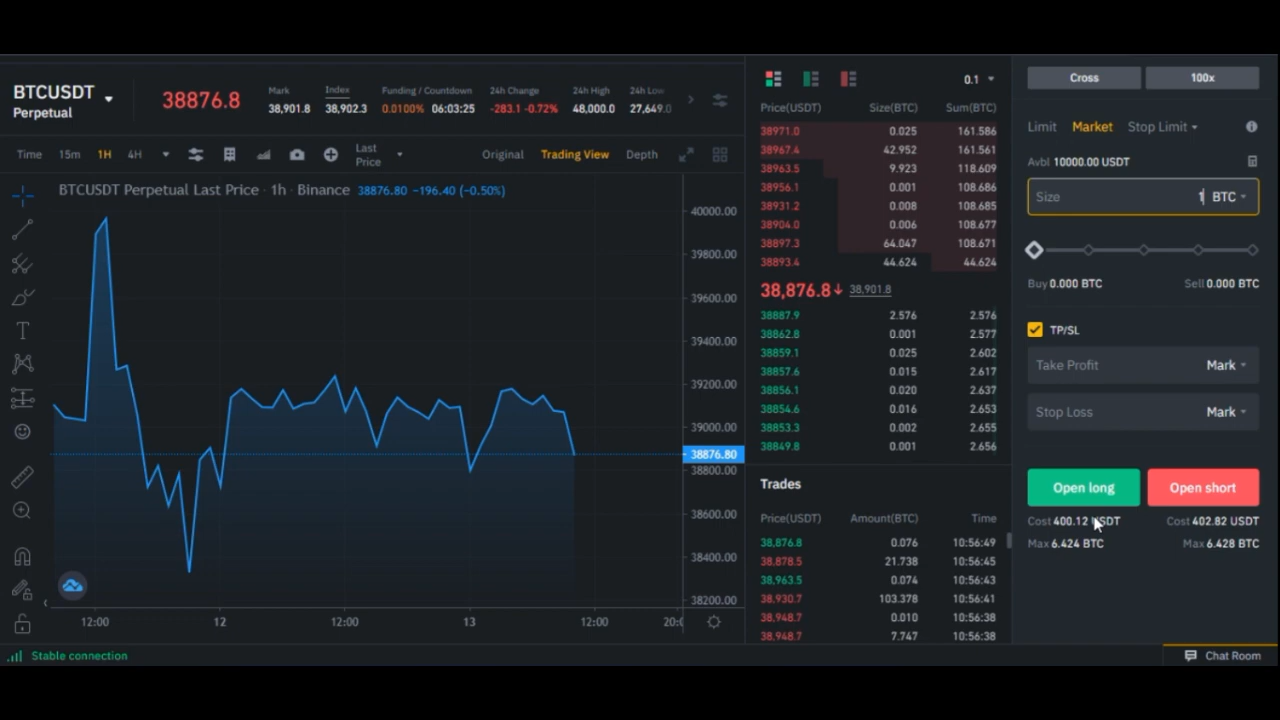 BTCUSDT
Perpetual
38876.8
Mark
38,901.8
Index
38,902.3
Funding / Countdown
0.0100% 06:03:25
24h Change
-283.1 -0.72%
24h High
48,000.0
24h Low
27,649.0
Time 15m 1H 4H
Last Price
Original Trading View Depth
BTCUSDT Perpetual Last Price · 1h · Binance 38876.80 −196.40 (−0.50%)
40000.00
39800.00
39600.00
39400.00
39200.00
39000.00
38876.80
38800.00
38600.00
38400.00
38200.00
12:00 12 12:00 13 12:00 20:0
Stable connection
0.1
Price(USDT) Size(BTC) Sum(BTC)
38971.0 0.025 161.586
38967.4 42.952 161.561
38963.5 9.923 118.609
38956.1 0.001 108.686
38931.2 0.008 108.685
38904.0 0.006 108.677
38897.3 64.047 108.671
38893.4 44.624 44.624
38,876.8↓ 38,901.8
38887.9 2.576 2.576
38862.8 0.001 2.577
38859.1 0.025 2.602
38857.6 0.015 2.617
38856.1 0.020 2.637
38854.6 0.016 2.653
38853.3 0.002 2.655
38849.8 0.001 2.656
Trades
Price(USDT) Amount(BTC) Time
38,876.8 0.076 10:56:49
38,878.5 21.738 10:56:45
38,963.5 0.074 10:56:43
38,930.7 103.378 10:56:41
38,948.7 0.010 10:56:38
38,948.7 7.747 10:56:38
Cross 100x
Limit Market Stop Limit
Avbl 10000.00 USDT
Size 1 BTC
Buy 0.000 BTC Sell 0.000 BTC
TP/SL
Take Profit Mark
Stop Loss Mark
Open long Open short
Cost 400.12 USDT Cost 402.82 USDT
Max 6.424 BTC Max 6.428 BTC
Chat Room